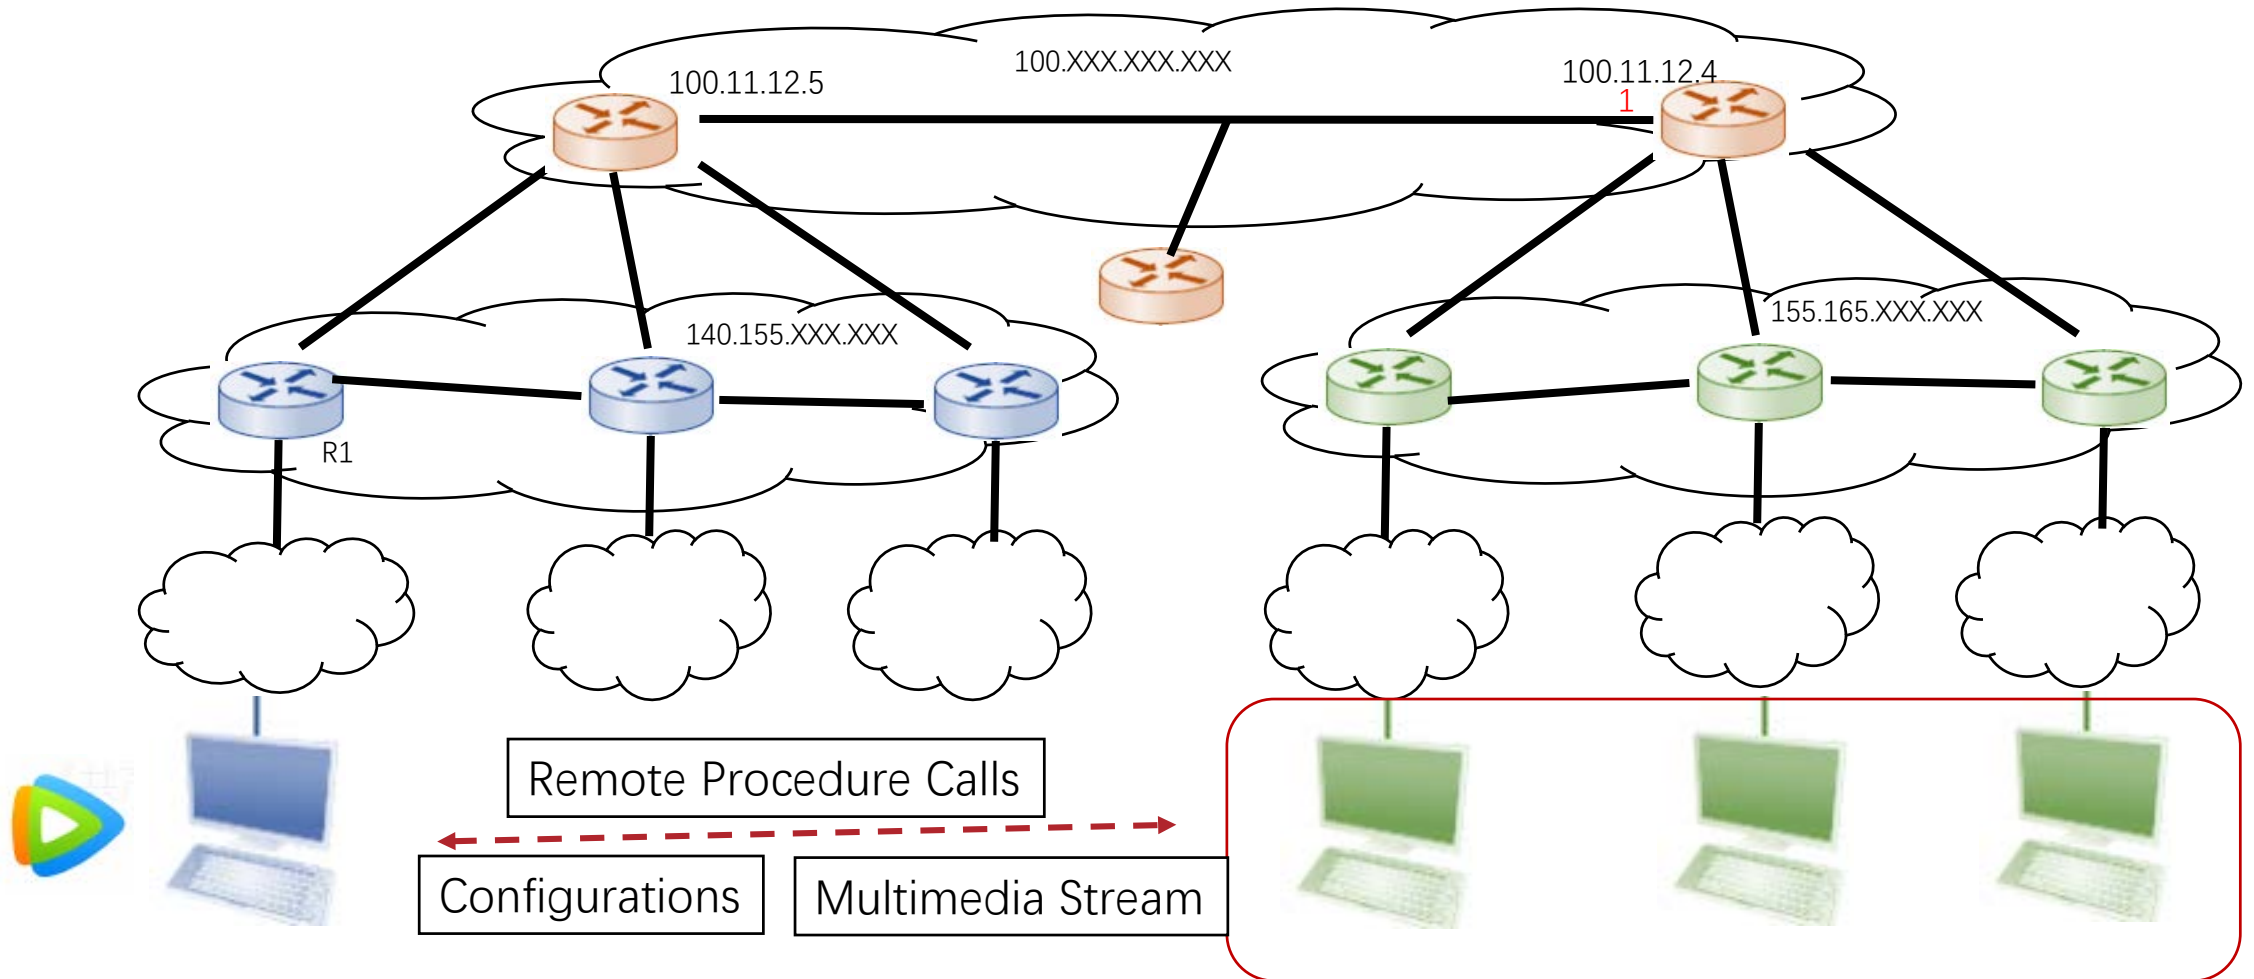 100.XXX.XXX.XXX
100.11.12.5
100.11.12.4
1
140.155.XXX.XXX
155.165.XXX.XXX
R1
Remote Procedure Calls
Configurations
Multimedia Stream